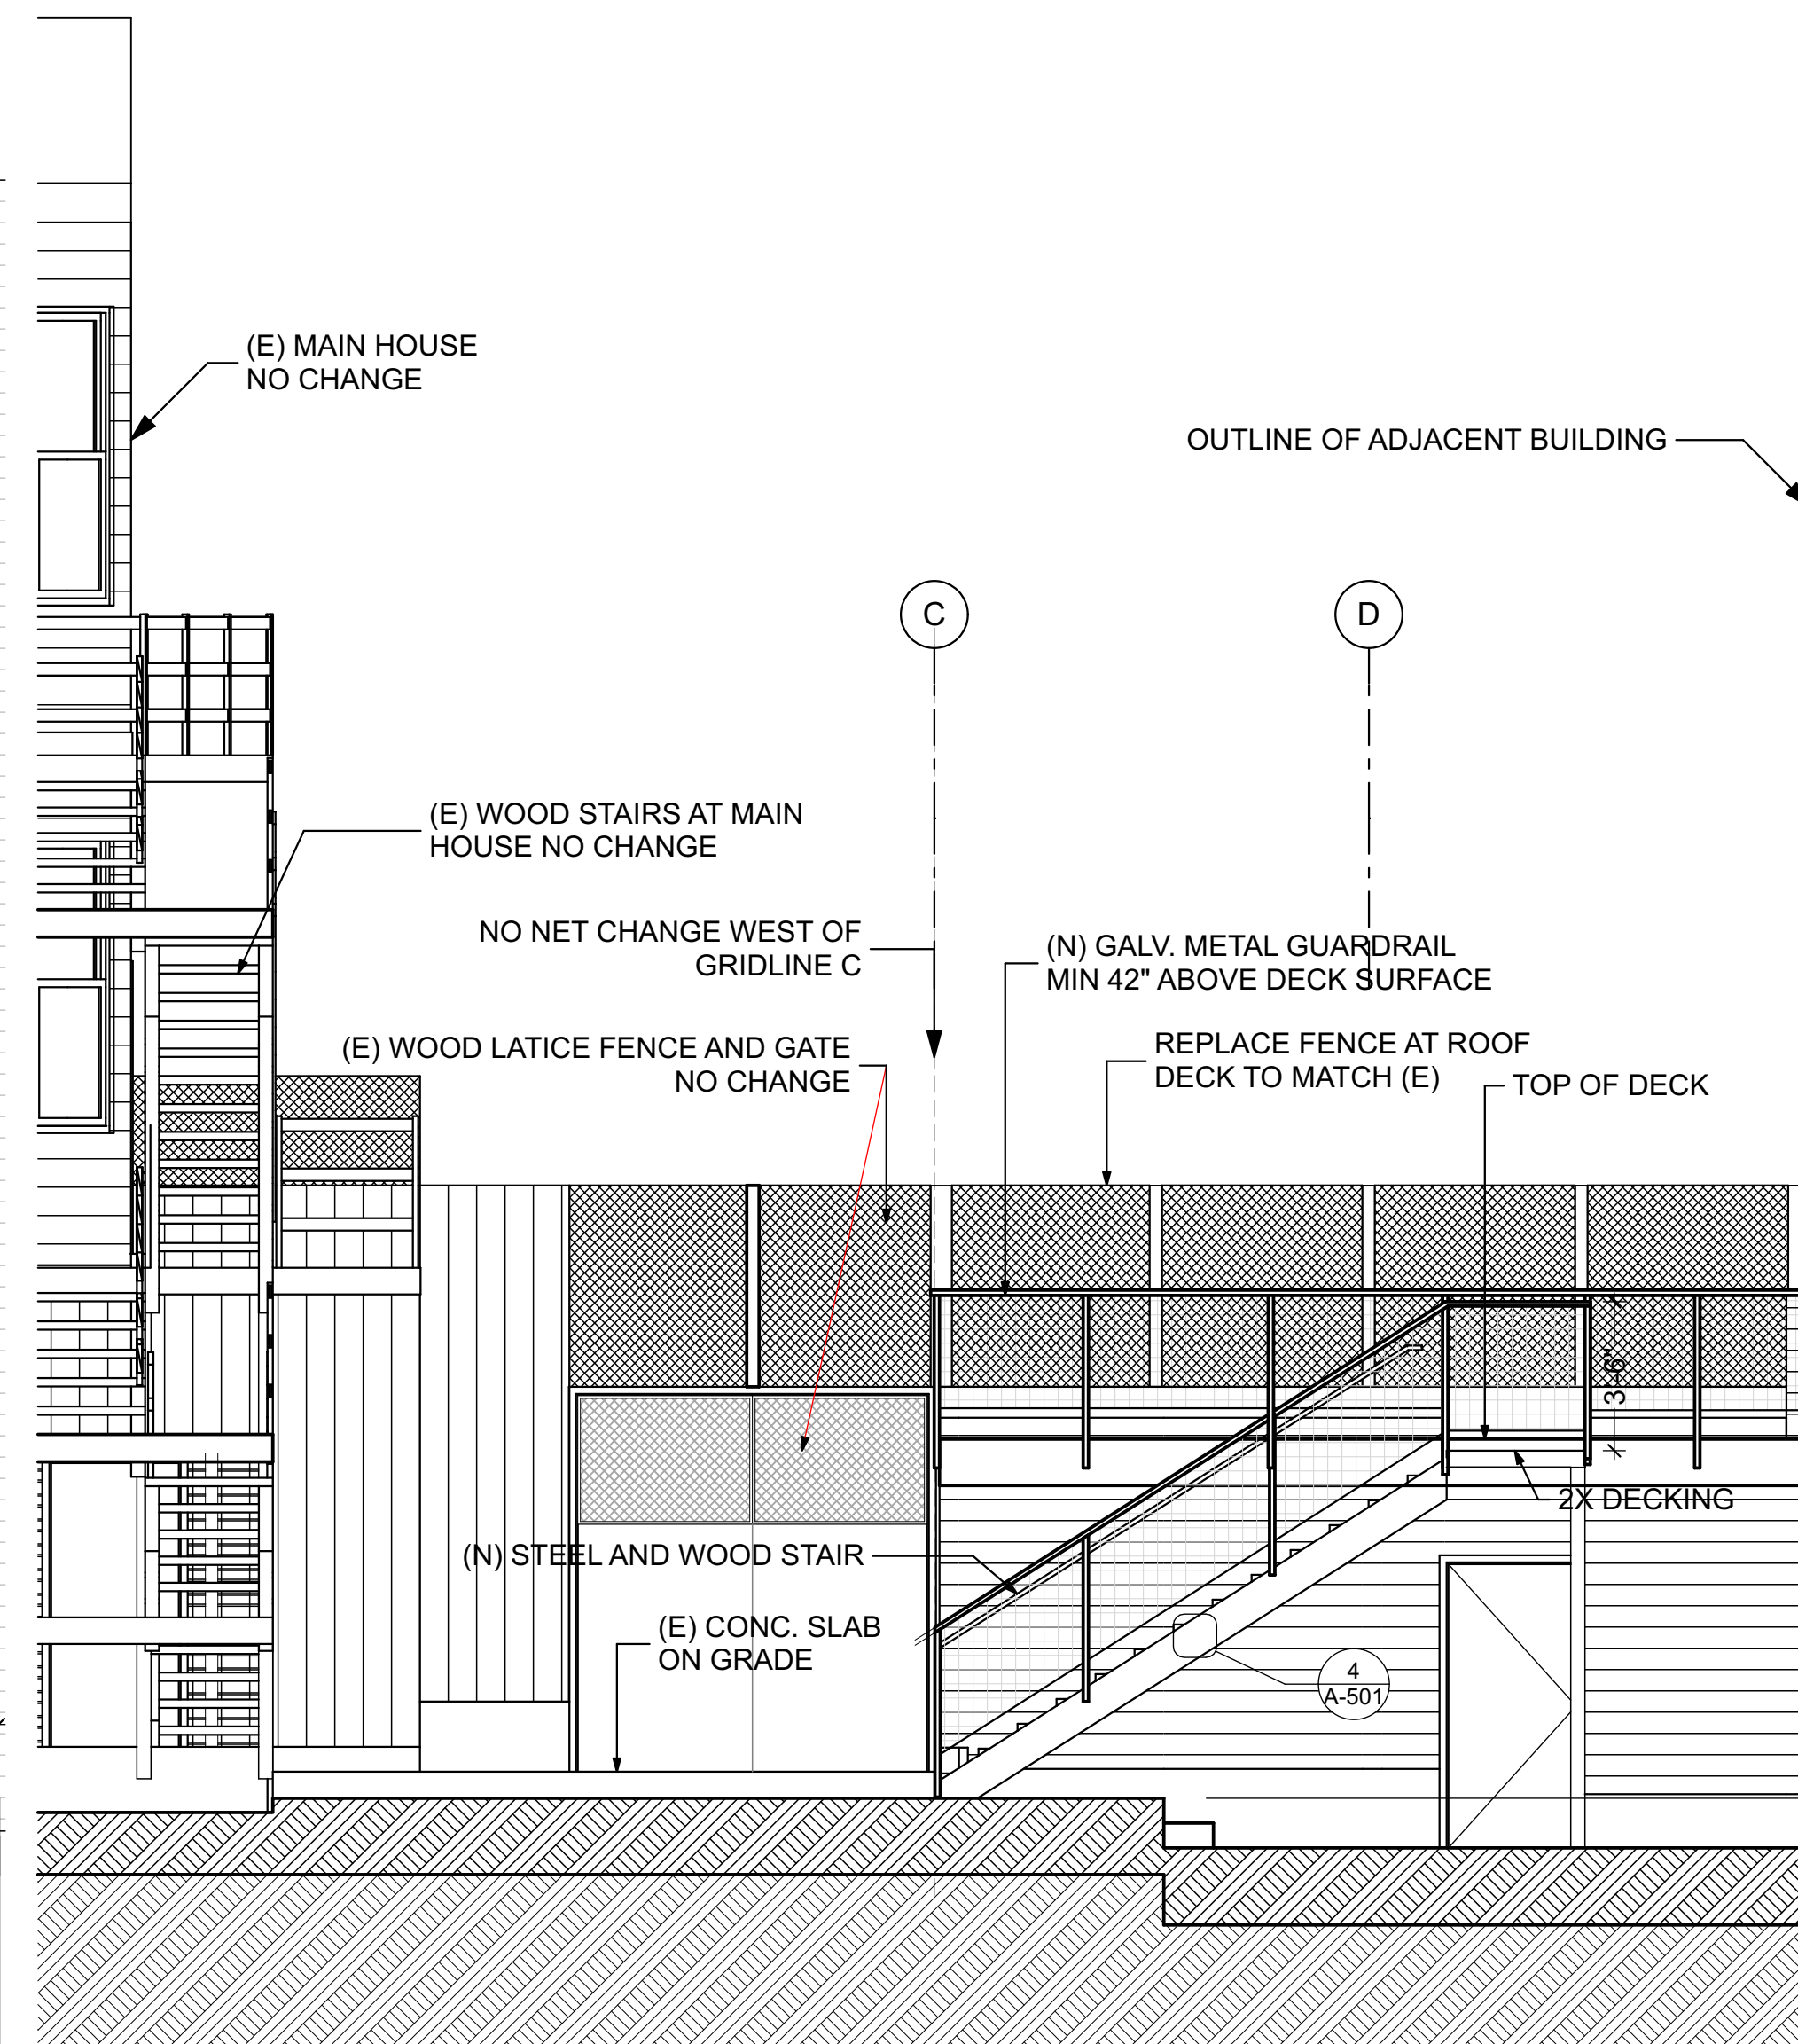 (E) MAIN HOUSE
NO CHANGE
OUTLINE OF ADJACENT BUILDING
C
D
(E) WOOD STAIRS AT MAIN
HOUSE NO CHANGE
NO NET CHANGE WEST OF
GRIDLINE C
(N) GALV. METAL GUARDRAIL
MIN 42" ABOVE DECK SURFACE
(E) WOOD LATICE FENCE AND GATE
NO CHANGE
REPLACE FENCE AT ROOF
DECK TO MATCH (E)
TOP OF DECK
3'-6"
2X DECKING
(N) STEEL AND WOOD STAIR
(E) CONC. SLAB
ON GRADE
4
A-501